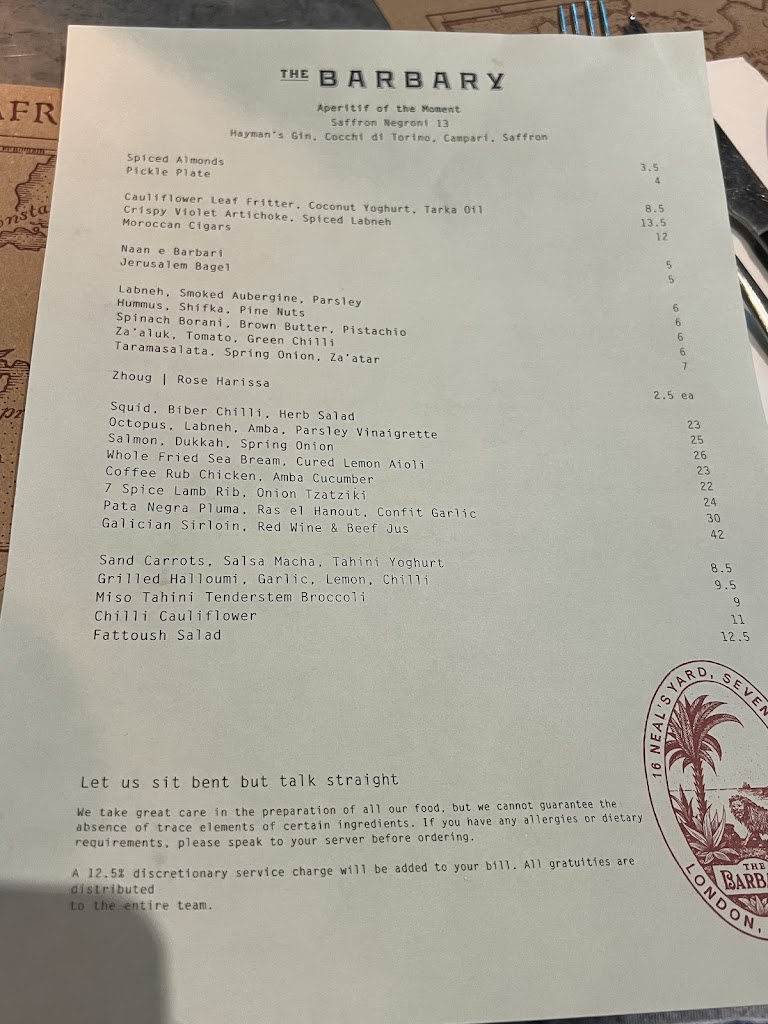 THE BARBARY
Aperitif of the Moment
Saffron Negroni 13
Hayman's Gin, Cocchi di Torino, Campari, Saffron
Spiced Almonds 3.5
Pickle Plate 4
Cauliflower Leaf Fritter, Coconut Yoghurt, Tarka Oil 8.5
Crispy Violet Artichoke, Spiced Labneh 13.5
Moroccan Cigars 12
Naan e Barbari 5
Jerusalem Bagel 5
Labneh, Smoked Aubergine, Parsley 6
Hummus, Shifka, Pine Nuts 6
Spinach Borani, Brown Butter, Pistachio 6
Za'aluk, Tomato, Green Chilli 6
Taramasalata, Spring Onion, Za'atar 7
Zhoug | Rose Harissa 2.5 ea
Squid, Biber Chilli, Herb Salad 23
Octopus, Labneh, Amba, Parsley Vinaigrette 25
Salmon, Dukkah, Spring Onion 26
Whole Fried Sea Bream, Cured Lemon Aioli 23
Coffee Rub Chicken, Amba Cucumber 22
7 Spice Lamb Rib, Onion Tzatziki 24
Pata Negra Pluma, Ras el Hanout, Confit Garlic 30
Galician Sirloin, Red Wine & Beef Jus 42
Sand Carrots, Salsa Macha, Tahini Yoghurt 8.5
Grilled Halloumi, Garlic, Lemon, Chilli 9.5
Miso Tahini Tenderstem Broccoli 9
Chilli Cauliflower 11
Fattoush Salad 12.5
Let us sit bent but talk straight
We take great care in the preparation of all our food, but we cannot guarantee the
absence of trace elements of certain ingredients. If you have any allergies or dietary
requirements, please speak to your server before ordering.
A 12.5% discretionary service charge will be added to your bill. All gratuities are
distributed
to the entire team.
16 NEAL'S YARD, SEVEN
THE
BARB
LONDON,
AFR